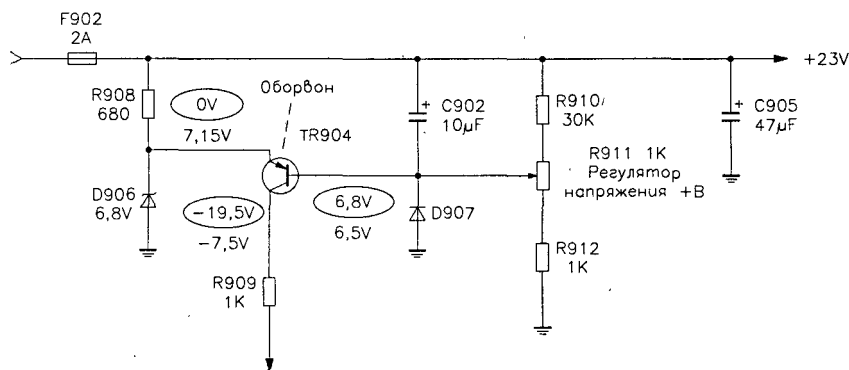 F902
2A
+23V
R908
680
0V
7,15V
Оборвон
TR904
+
C902
10µF
R910
30K
+
C905
47µF
R911 1K
Регулятор
напряжения +B
D906
6,8V
-19,5V
-7,5V
6,8V
6,5V
D907
R912
1K
R909
1K